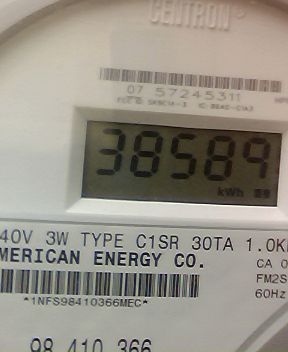 CENTRON
07 57245311
38589
kWh
40V 3W TYPE C1SR 30TA 1.0K
MERICAN ENERGY CO.
CA 0
FM2S
60Hz
*1NFS98410366MEC*
98 410 366